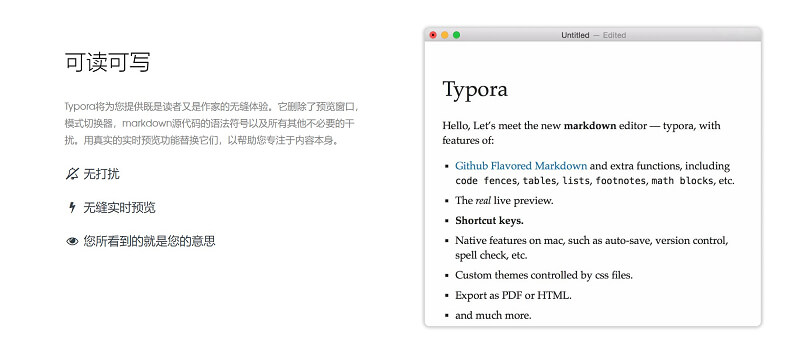 可读可写
Typora将为您提供既是读者又是作家的无缝体验。它删除了预览窗口，
模式切换器，markdown源代码的语法符号以及所有其他不必要的干
扰。用真实的实时预览功能替换它们，以帮助您专注于内容本身。
无打扰
无缝实时预览
您所看到的就是您的意思
Untitled — Edited
Typora
Hello, Let's meet the new markdown editor — typora, with
features of:
Github Flavored Markdown and extra functions, including
code fences, tables, lists, footnotes, math blocks, etc.
The real live preview.
Shortcut keys.
Native features on mac, such as auto-save, version control,
spell check, etc.
Custom themes controlled by css files.
Export as PDF or HTML.
and much more.